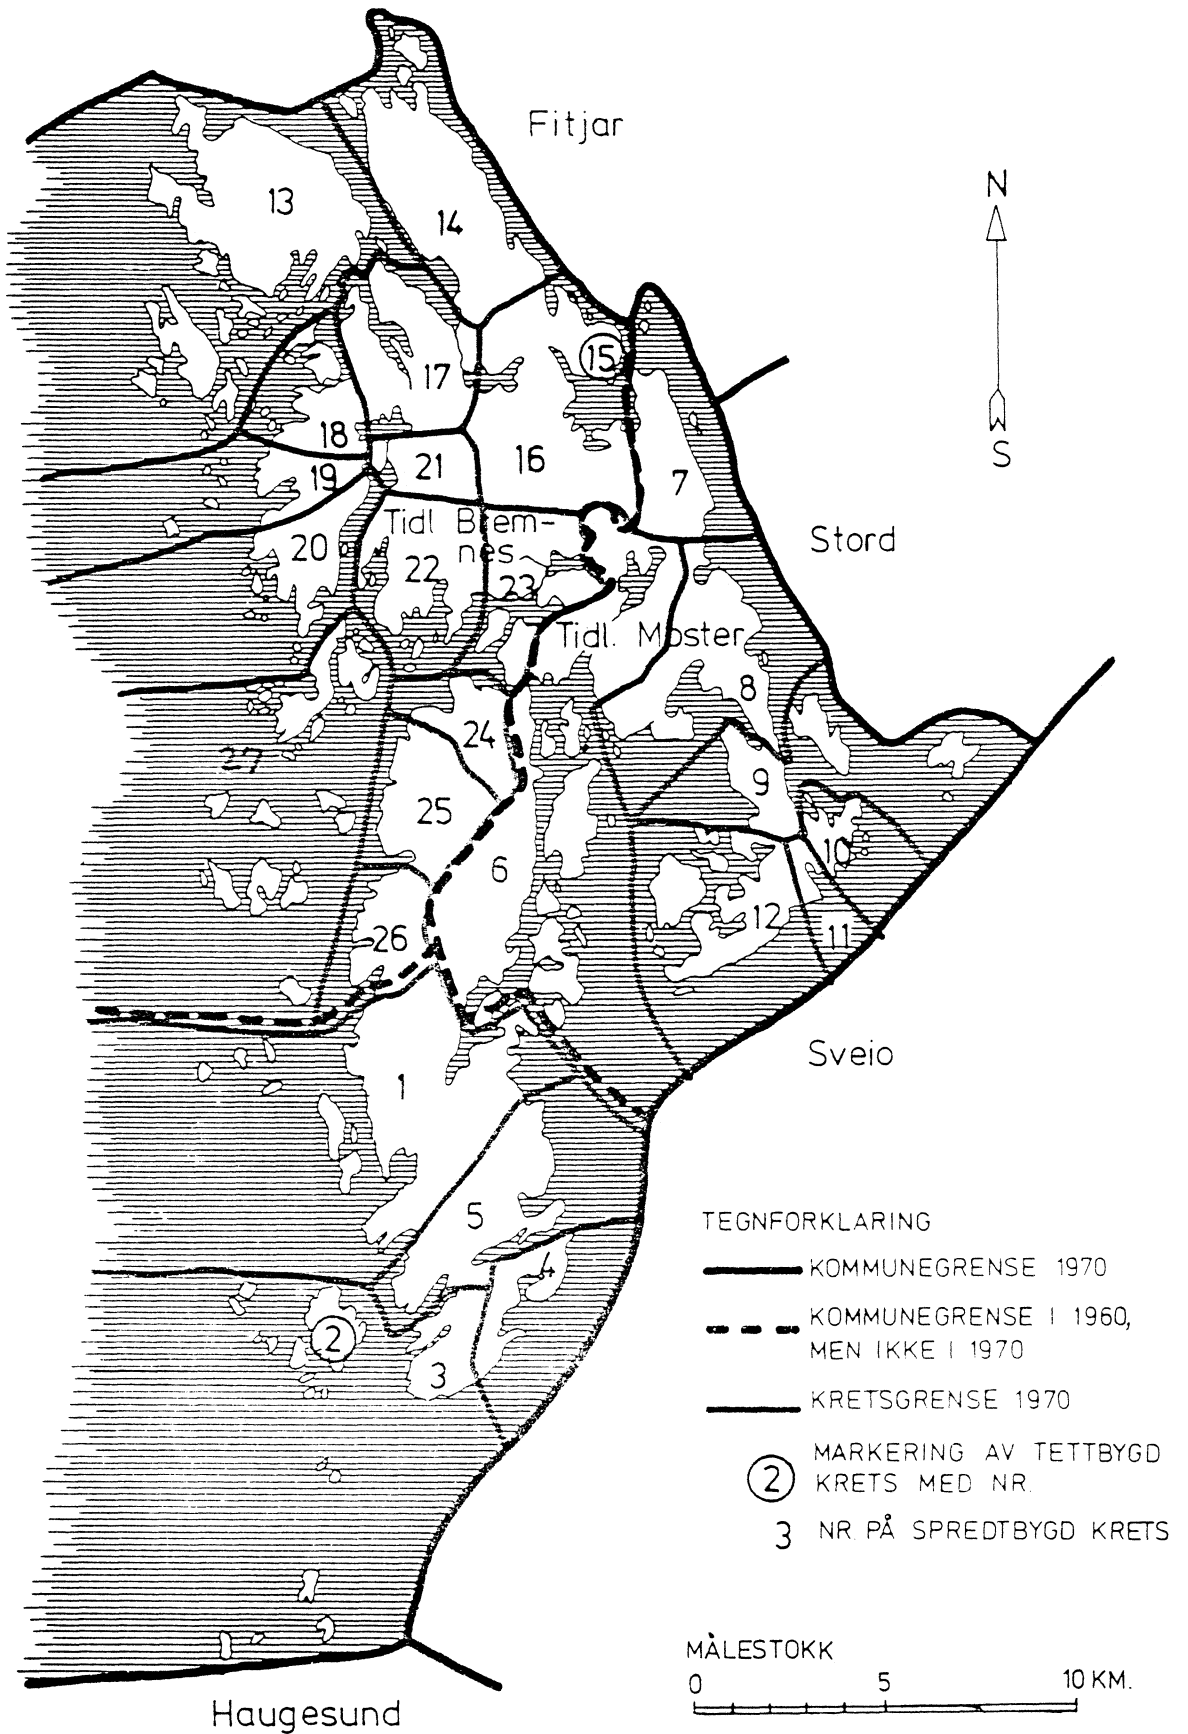 Fitjar
N
13
14
15
17
18
16
21
7
19
S
Tidl Brem-
nes
Stord
20
22
23
Tidl. Moster
8
24
27
9
25
10
6
12
11
26
Sveio
1
5
4
2
3
TEGNFORKLARING
KOMMUNEGRENSE 1970
KOMMUNEGRENSE I 1960,
MEN IKKE I 1970
KRETSGRENSE 1970
2 MARKERING AV TETTBYGD
KRETS MED NR.
3 NR. PÅ SPREDTBYGD KRETS
MÅLESTOKK
0 5 10 KM.
Haugesund